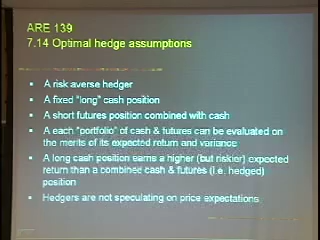 ARE 139
7.14 Optimal hedge assumptions
A risk averse hedger
A fixed "long" cash position
A short futures position combined with cash
A each "portfolio" of cash & futures can be evaluated on
the merits of its expected return and variance
A long cash position earns a higher (but riskier) expected
return than a combined cash & futures (i.e. hedged)
position
Hedgers are not speculating on price expectations